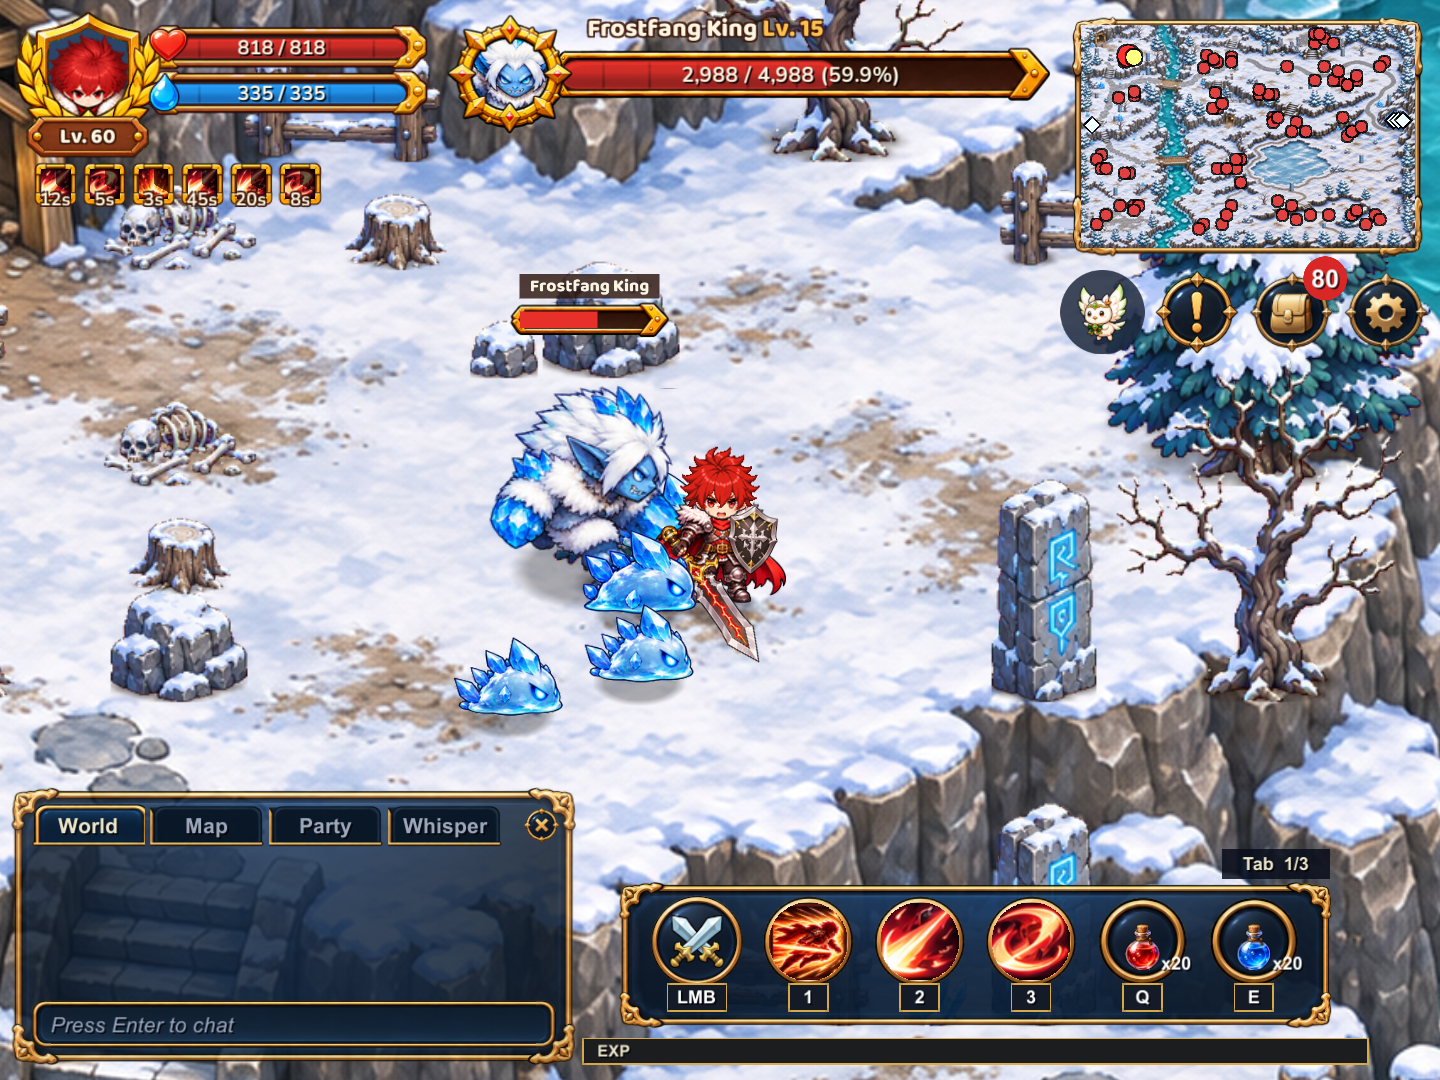 Frostfang King Lv. 15
818 / 818
2,988 / 4,988 (59.9%)
335 / 335
Lv. 60
12s 5s 3s 45s 20s 8s
80
Frostfang King
World Map Party Whisper
Tab 1/3
x20 x20
LMB 1 2 3 Q E
Press Enter to chat
EXP